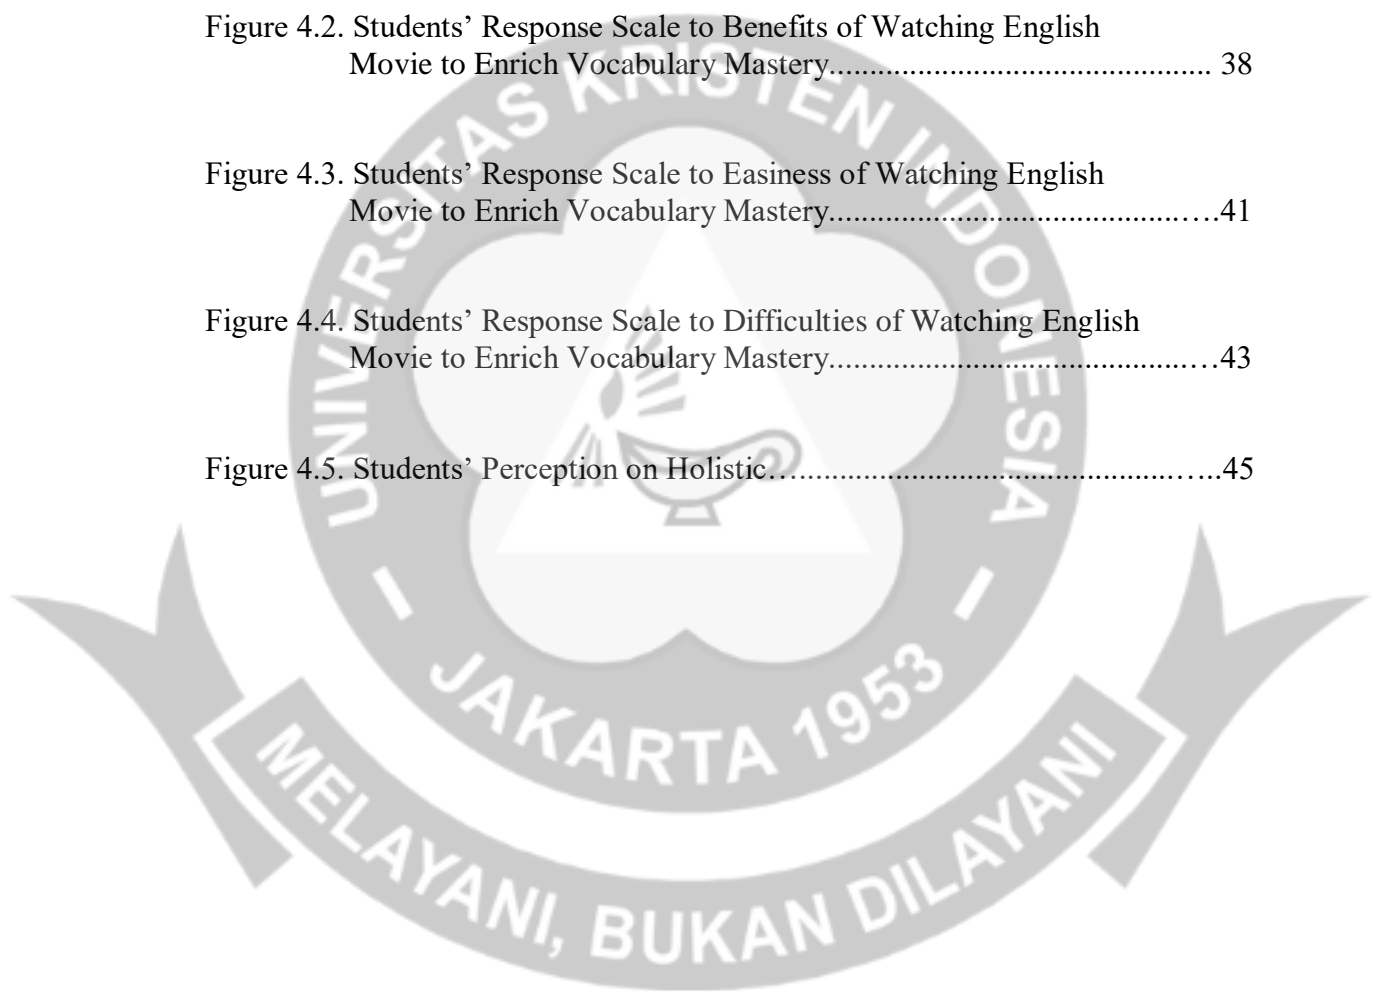 Figure 4.2. Students’ Response Scale to Benefits of Watching English
Movie to Enrich Vocabulary Mastery............................................... 38
Figure 4.3. Students’ Response Scale to Easiness of Watching English
Movie to Enrich Vocabulary Mastery............................................….41
Figure 4.4. Students’ Response Scale to Difficulties of Watching English
Movie to Enrich Vocabulary Mastery............................................…43
Figure 4.5. Students’ Perception on Holistic…..............................................…..45
UNIVERSITAS KRISTEN INDONESIA
JAKARTA 1953
MELAYANI, BUKAN DILAYANI